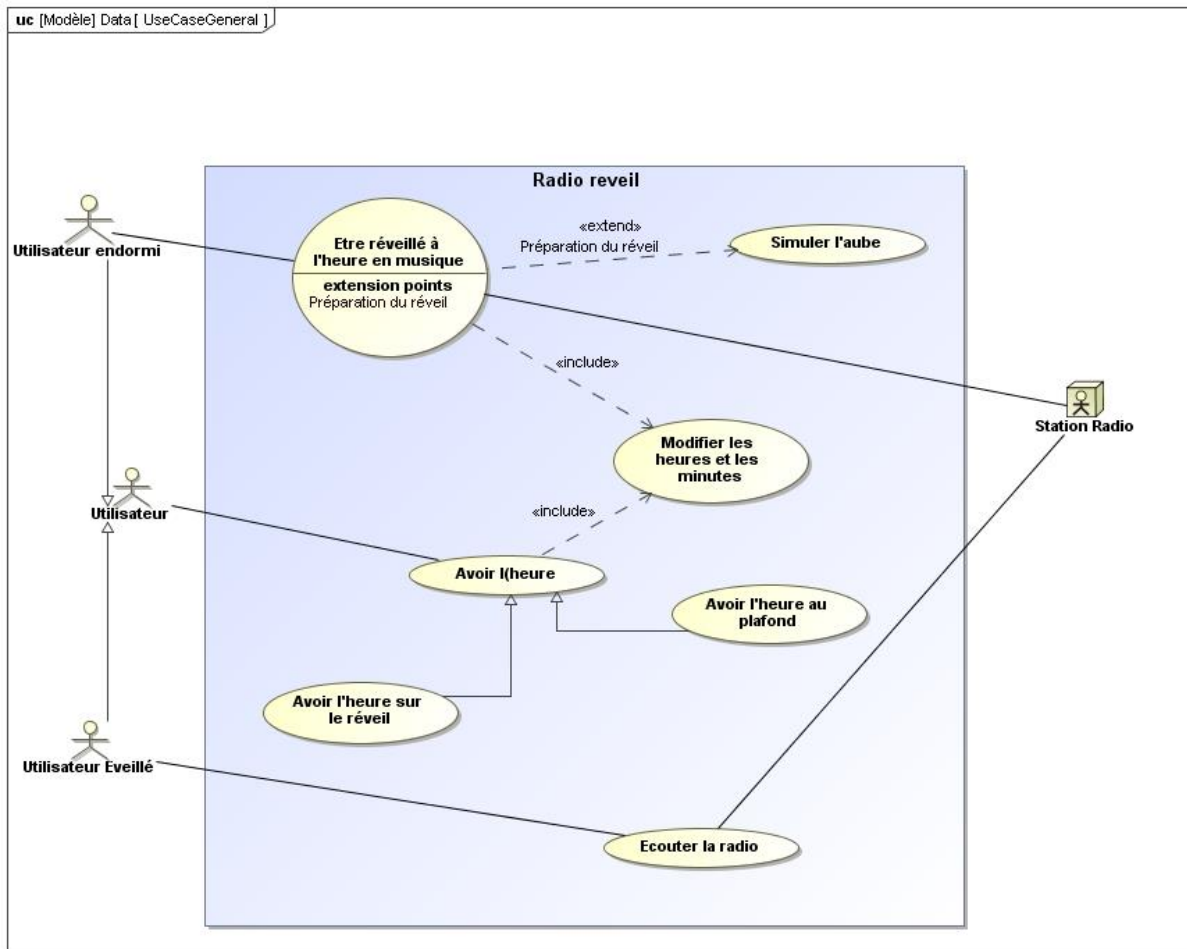 uc [Modèle] Data [ UseCaseGeneral ]
Radio reveil
Utilisateur endormi
Etre réveillé à
l'heure en musique
extension points
Préparation du réveil
«extend»
Préparation du réveil
Simuler l'aube
«include»
Station Radio
Modifier les
heures et les
minutes
Utilisateur
«include»
Avoir l(heure
Avoir l'heure au
plafond
Avoir l'heure sur
le réveil
Utilisateur Eveillé
Ecouter la radio